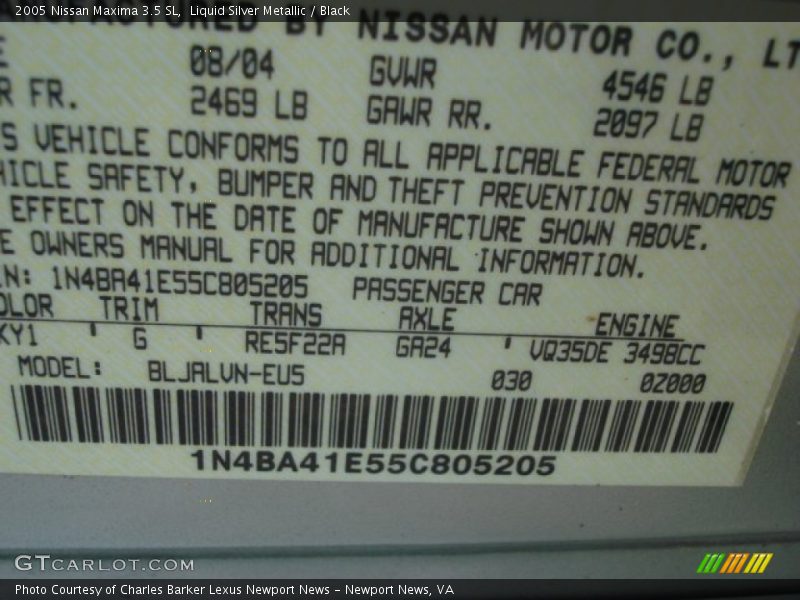 2005 Nissan Maxima 3.5 SL, Liquid Silver Metallic / Black
BY NISSAN MOTOR CO., LT
08/04 GVWR 4546 LB
R FR. 2469 LB GAWR RR. 2097 LB
S VEHICLE CONFORMS TO ALL APPLICABLE FEDERAL MOTOR
HICLE SAFETY, BUMPER AND THEFT PREVENTION STANDARDS
EFFECT ON THE DATE OF MANUFACTURE SHOWN ABOVE.
E OWNERS MANUAL FOR ADDITIONAL INFORMATION.
IN: 1N4BA41E55C805205 PASSENGER CAR
OLOR TRIM TRANS AXLE ENGINE
KY1 G RE5F22A GA24 VQ35DE 3498CC
MODEL: BLJALVN-EUS 030 0Z000
1N4BA41E55C805205
GTCARLOT.COM
Photo Courtesy of Charles Barker Lexus Newport News - Newport News, VA